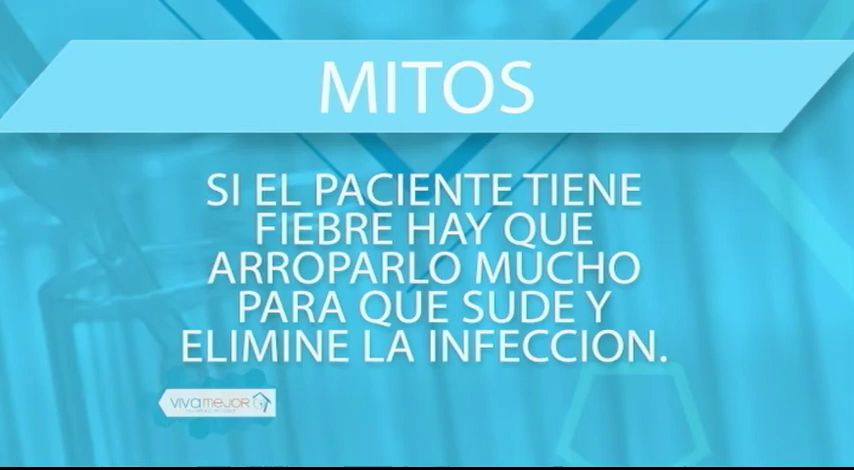 MITOS
SI EL PACIENTE TIENE
FIEBRE HAY QUE
ARROPARLO MUCHO
PARA QUE SUDE Y
ELIMINE LA INFECCION.
VIVAMEJOR